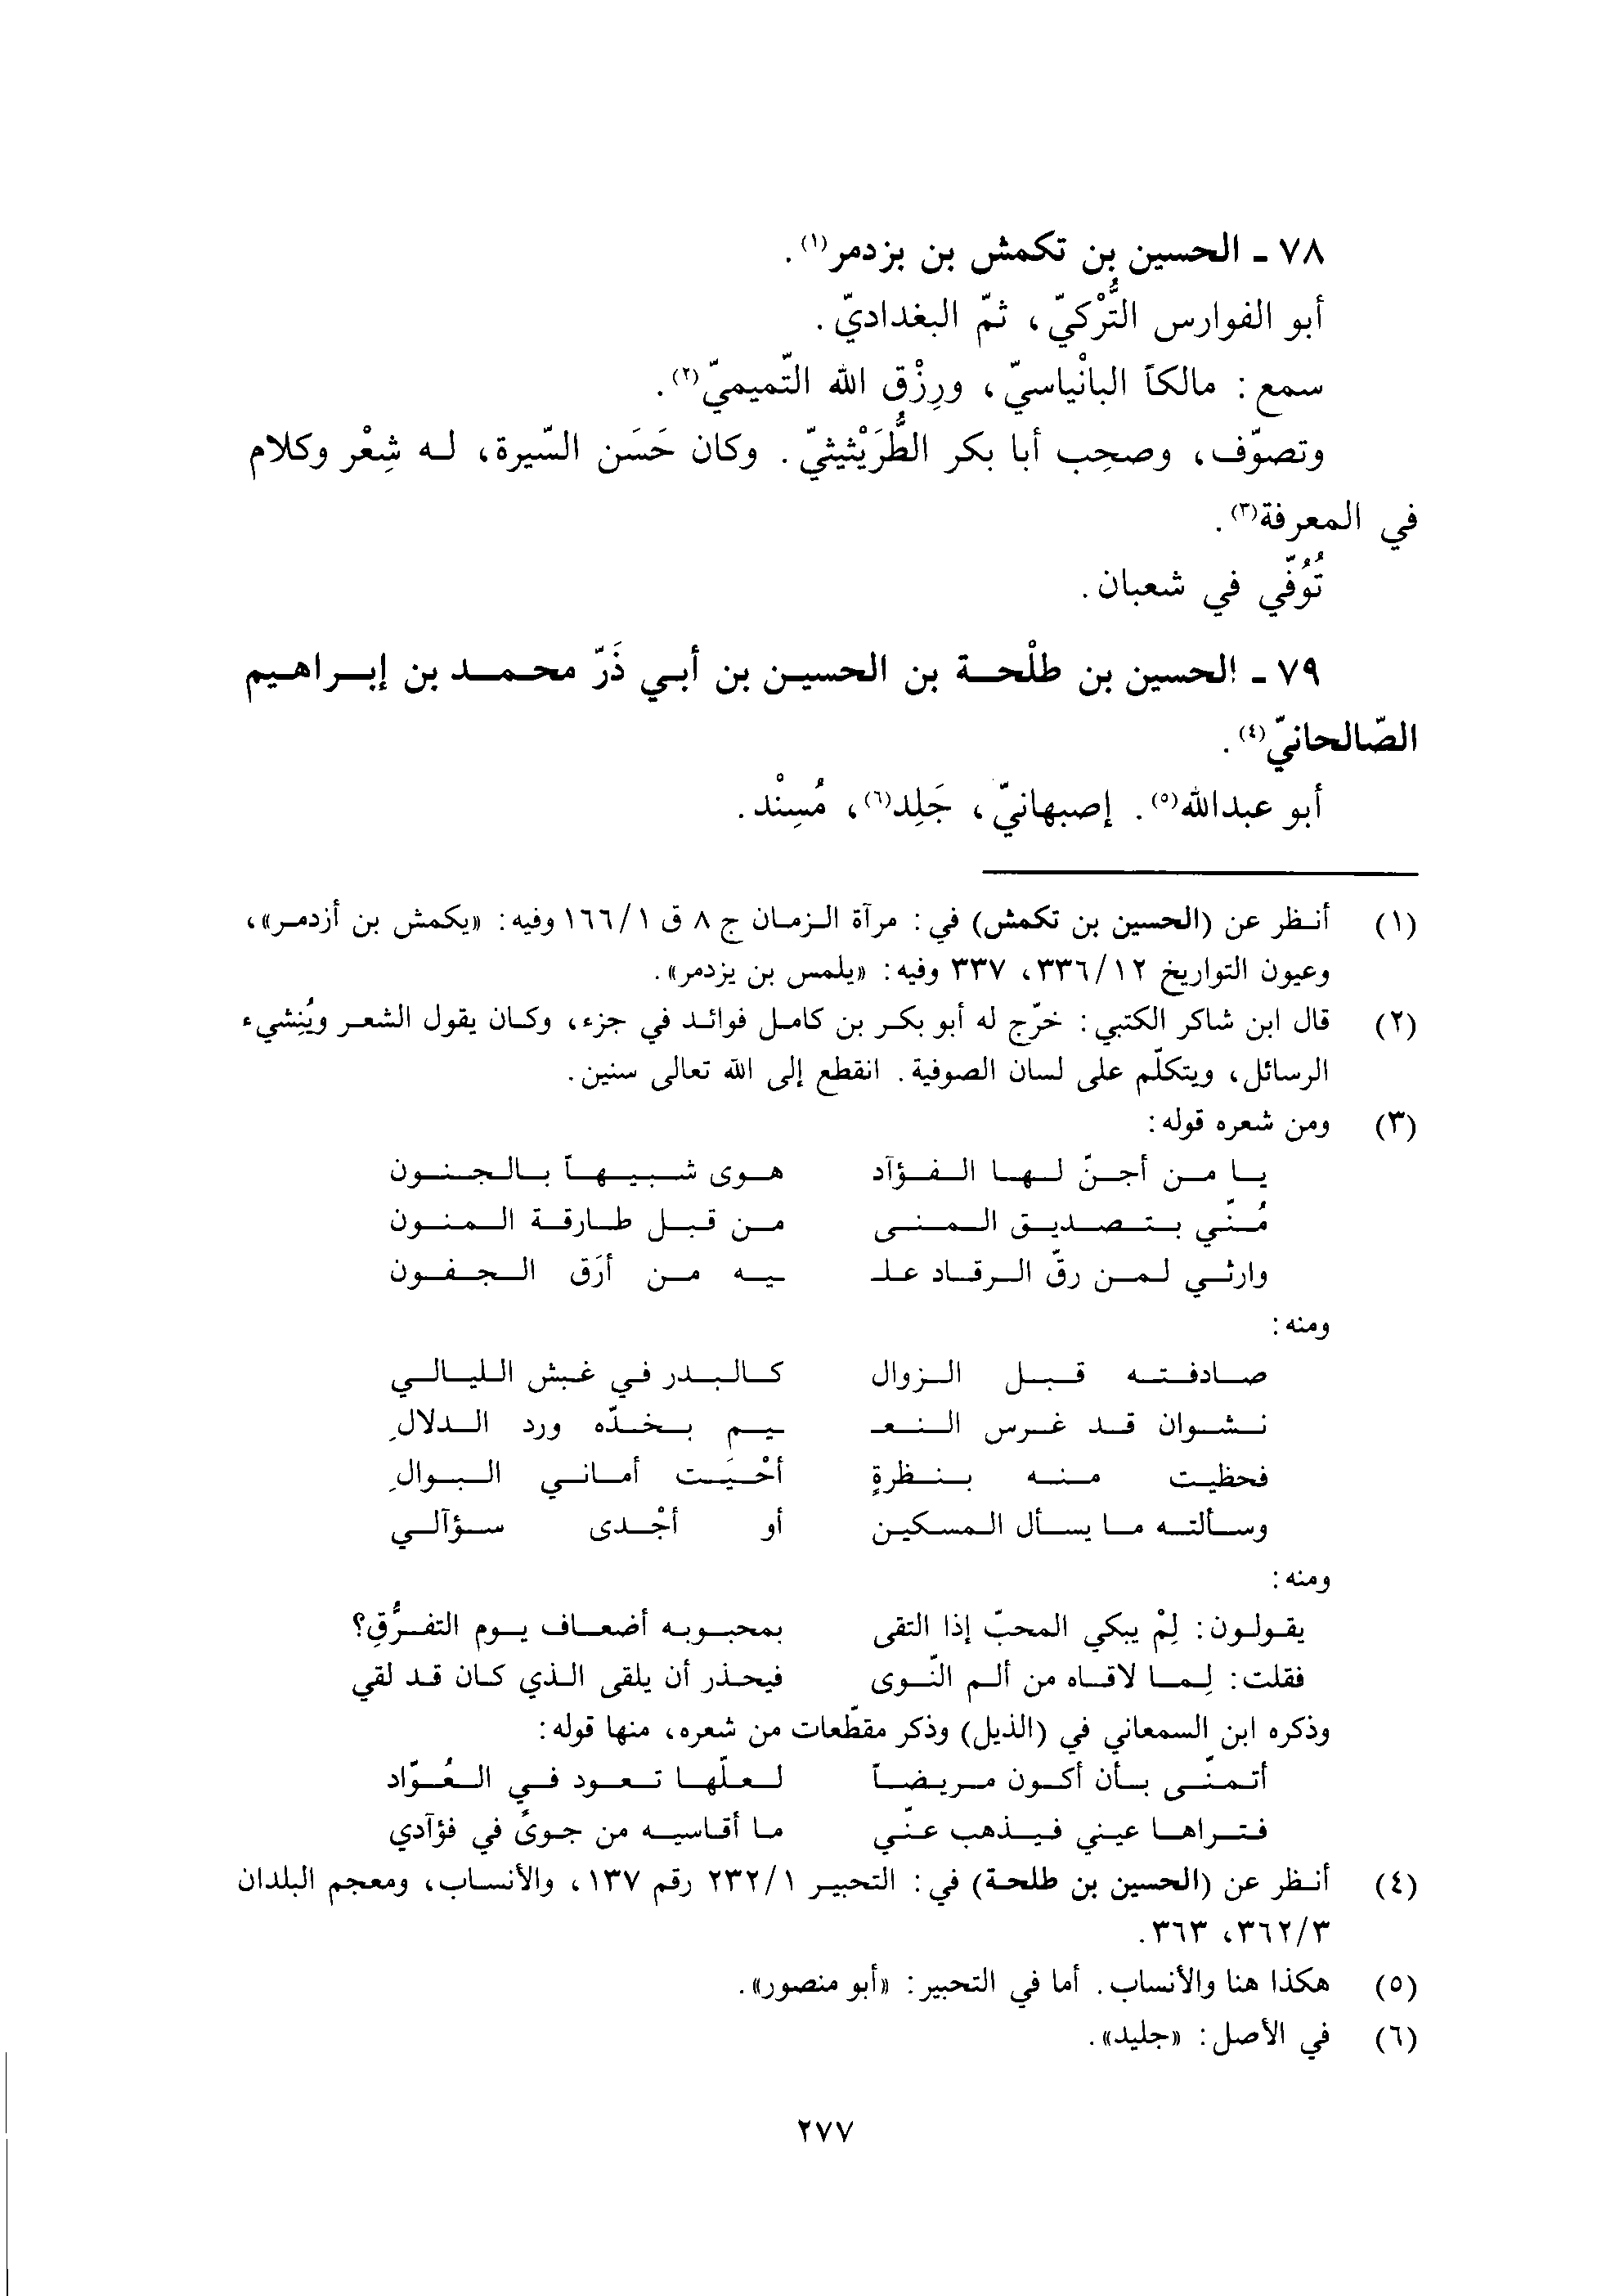 ٧٨ ـ الحسين بن تكمش بن بزدمر(١).
أبو الفوارس التُّرْكيّ، ثمّ البغداديّ.
سمع: مالكاً البانْياسيّ، ورِزْق الله التّميميّ(٢).
وتصوّف، وصحِب أبا بكر الطُّرَيْثيثيّ. وكان حَسَن السّيرة، له شِعْر وكلام
في المعرفة(٣).
تُوُفّي في شعبان.
٧٩ ـ الحسين بن طلْحة بن الحسين بن أبي ذَرّ محمد بن إبراهيم
الصّالحانيّ(٤).
أبو عبدالله(٥). إصبهانيّ، جَلِد(٦)، مُسِنْد.
(١) أنظر عن (الحسين بن تكمش) في: مرآة الزمان ج ٨ ق ١/١٦٦ وفيه: «يكمش بن أزدمر»،
وعيون التواريخ ١٢/٣٣٦، ٣٣٧ وفيه: «يلمس بن يزدمر».
(٢) قال ابن شاكر الكتبي: خرّج له أبو بكر بن كامل فوائد في جزء، وكان يقول الشعر ويُنِشيء
الرسائل، ويتكلّم على لسان الصوفية. انقطع إلى الله تعالى سنين.
(٣) ومن شعره قوله:
يا من أجنّ لها الفؤآد هوى شبيهاً بالجنون
مُنّي بتصديق المنى من قبل طارقة المنون
وارثي لمن رقّ الرقاد علـ ـيه من أرَق الجفون
ومنه:
صادفته قبل الزوال كالبدر في غبش الليالي
نشوان قد غرس النعـ ـيم بخدّه ورد الدلالِ
فحظيت منه بنظرةٍ أحْيَت أماني البوالِ
وسألته ما يسأل المسكين أو أجْدى سؤآلي
ومنه:
يقولون: لِمْ يبكي المحبّ إذا التقى بمحبوبه أضعاف يوم التفرُّقِ؟
فقلت: لِما لاقاه من ألم النّوى فيحذر أن يلقى الذي كان قد لقي
وذكره ابن السمعاني في (الذيل) وذكر مقطّعات من شعره، منها قوله:
أتمنّى بأن أكون مريضاً لعلّها تعود في العُوّاد
فتراها عيني فيذهب عنّي ما أقاسيه من جوىً في فؤآدي
(٤) أنظر عن (الحسين بن طلحة) في: التحبير ١/٢٣٢ رقم ١٣٧، والأنساب، ومعجم البلدان
٣/٣٦٢، ٣٦٣.
(٥) هكذا هنا والأنساب. أما في التحبير: «أبو منصور».
(٦) في الأصل: «جليد».
٢٧٧